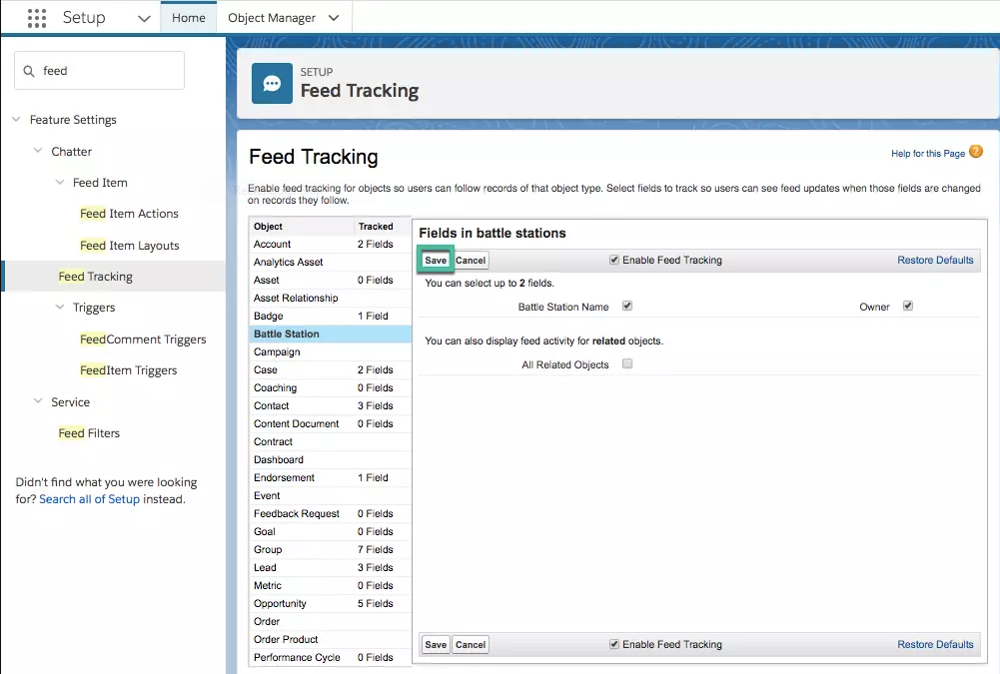 Setup
Home
Object Manager
feed
Feature Settings
Chatter
Feed Item
Feed Item Actions
Feed Item Layouts
Feed Tracking
Triggers
FeedComment Triggers
FeedItem Triggers
Service
Feed Filters
Didn't find what you were looking
for? Search all of Setup instead.
SETUP
Feed Tracking
Feed Tracking
Help for this Page ?
Enable feed tracking for objects so users can follow records of that object type. Select fields to track so users can see feed updates when those fields are changed
on records they follow.
Object Tracked
Account 2 Fields
Analytics Asset
Asset 0 Fields
Asset Relationship
Badge 1 Field
Battle Station
Campaign
Case 2 Fields
Coaching 0 Fields
Contact 3 Fields
Content Document 0 Fields
Contract
Dashboard
Endorsement 1 Field
Event
Feedback Request 0 Fields
Goal 0 Fields
Group 7 Fields
Lead 3 Fields
Metric 0 Fields
Opportunity 5 Fields
Order
Order Product
Performance Cycle 0 Fields
Fields in battle stations
Save Cancel Enable Feed Tracking Restore Defaults
You can select up to 2 fields.
Battle Station Name Owner
You can also display feed activity for related objects.
All Related Objects
Save Cancel Enable Feed Tracking Restore Defaults